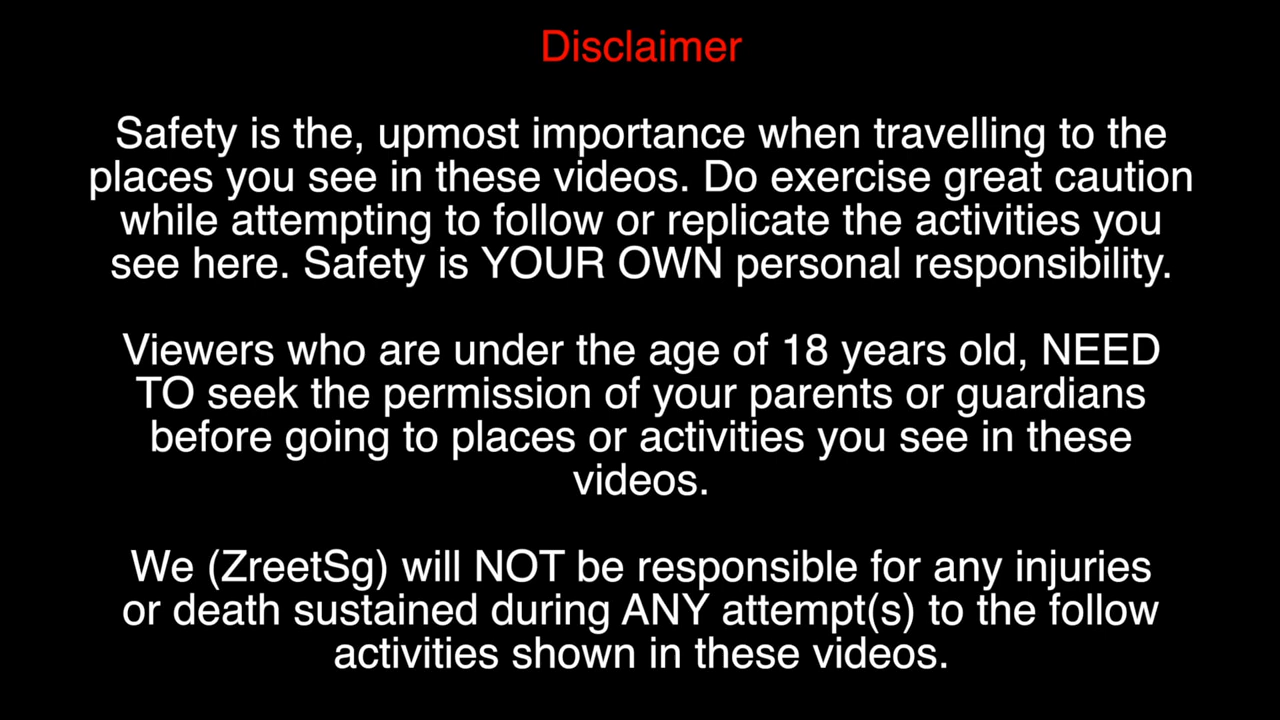 Disclaimer
Safety is the, upmost importance when travelling to the
places you see in these videos. Do exercise great caution
while attempting to follow or replicate the activities you
see here. Safety is YOUR OWN personal responsibility.
Viewers who are under the age of 18 years old, NEED
TO seek the permission of your parents or guardians
before going to places or activities you see in these
videos.
We (ZreetSg) will NOT be responsible for any injuries
or death sustained during ANY attempt(s) to the follow
activities shown in these videos.